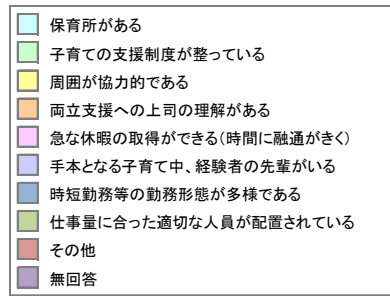 保育所がある
子育ての支援制度が整っている
周囲が協力的である
両立支援への上司の理解がある
急な休暇の取得ができる(時間に融通がきく)
手本となる子育て中、経験者の先輩がいる
時短勤務等の勤務形態が多様である
仕事量に合った適切な人員が配置されている
その他
無回答